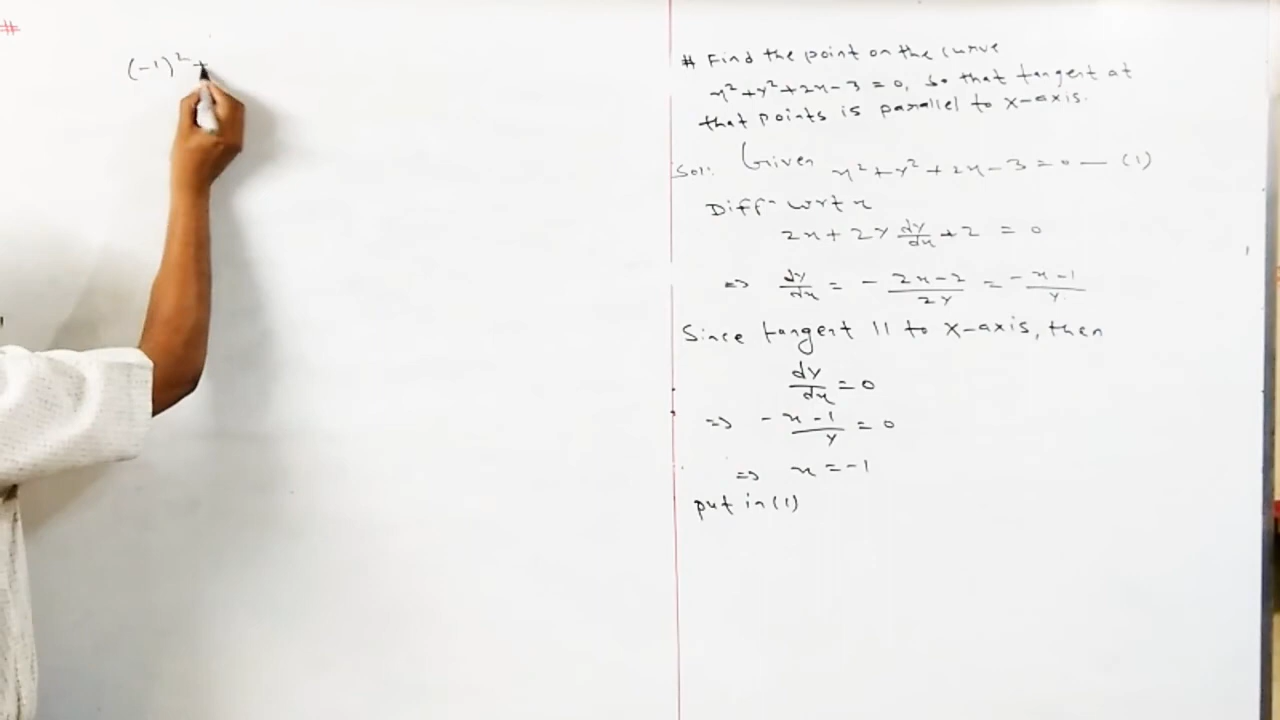 #
(-1)² +
# Find the point on the curve
x²+y²+2x-3=0, so that tangent at
that points is parallel to x-axis.
Sol: Given x²+y²+2x-3=0 — (1)
Diff- wrt x
2x+2y dy/dx +2 = 0
=> dy/dx = - 2x-2/2y = -x-1/y
Since tangent || to x-axis, then
dy/dx = 0
=> -x-1/y = 0
=> x = -1
put in (1)